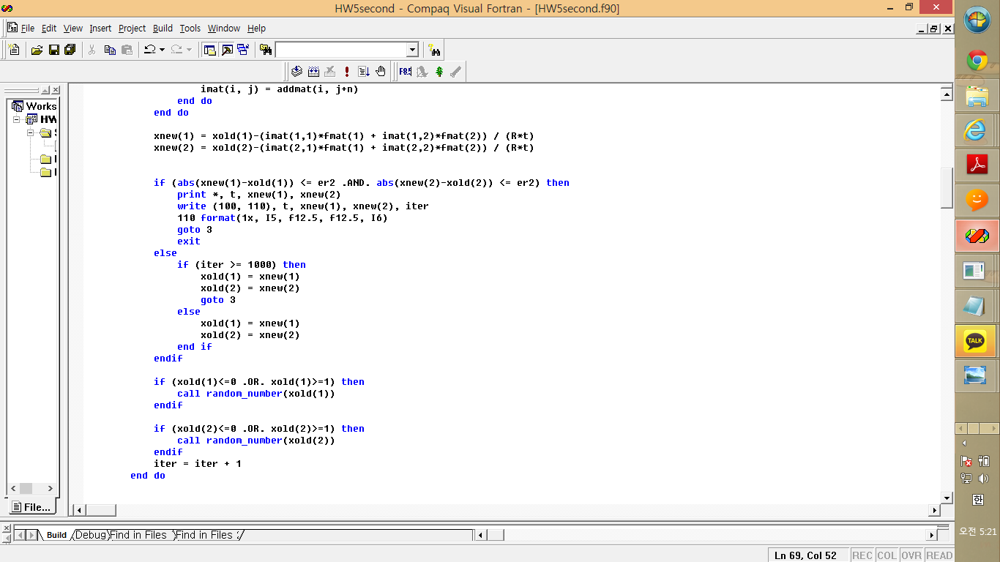 HW5second - Compaq Visual Fortran - [HW5second.f90]
File Edit View Insert Project Build Tools Window Help
Works
HW
imat(i, j) = addmat(i, j+n)
end do
end do
xnew(1) = xold(1)-(imat(1,1)*fmat(1) + imat(1,2)*fmat(2)) / (R*t)
xnew(2) = xold(2)-(imat(2,1)*fmat(1) + imat(2,2)*fmat(2)) / (R*t)
if (abs(xnew(1)-xold(1)) <= er2 .AND. abs(xnew(2)-xold(2)) <= er2) then
print *, t, xnew(1), xnew(2)
write (100, 110), t, xnew(1), xnew(2), iter
110 format(1x, I5, f12.5, f12.5, I6)
goto 3
exit
else
if (iter >= 1000) then
xold(1) = xnew(1)
xold(2) = xnew(2)
goto 3
else
xold(1) = xnew(1)
xold(2) = xnew(2)
end if
endif
if (xold(1)<=0 .OR. xold(1)>=1) then
call random_number(xold(1))
endif
if (xold(2)<=0 .OR. xold(2)>=1) then
call random_number(xold(2))
endif
iter = iter + 1
end do
File...
Build Debug Find in Files Find in Files
Ln 69, Col 52 REC COL OVR READ
TALK
한
오전 5:21